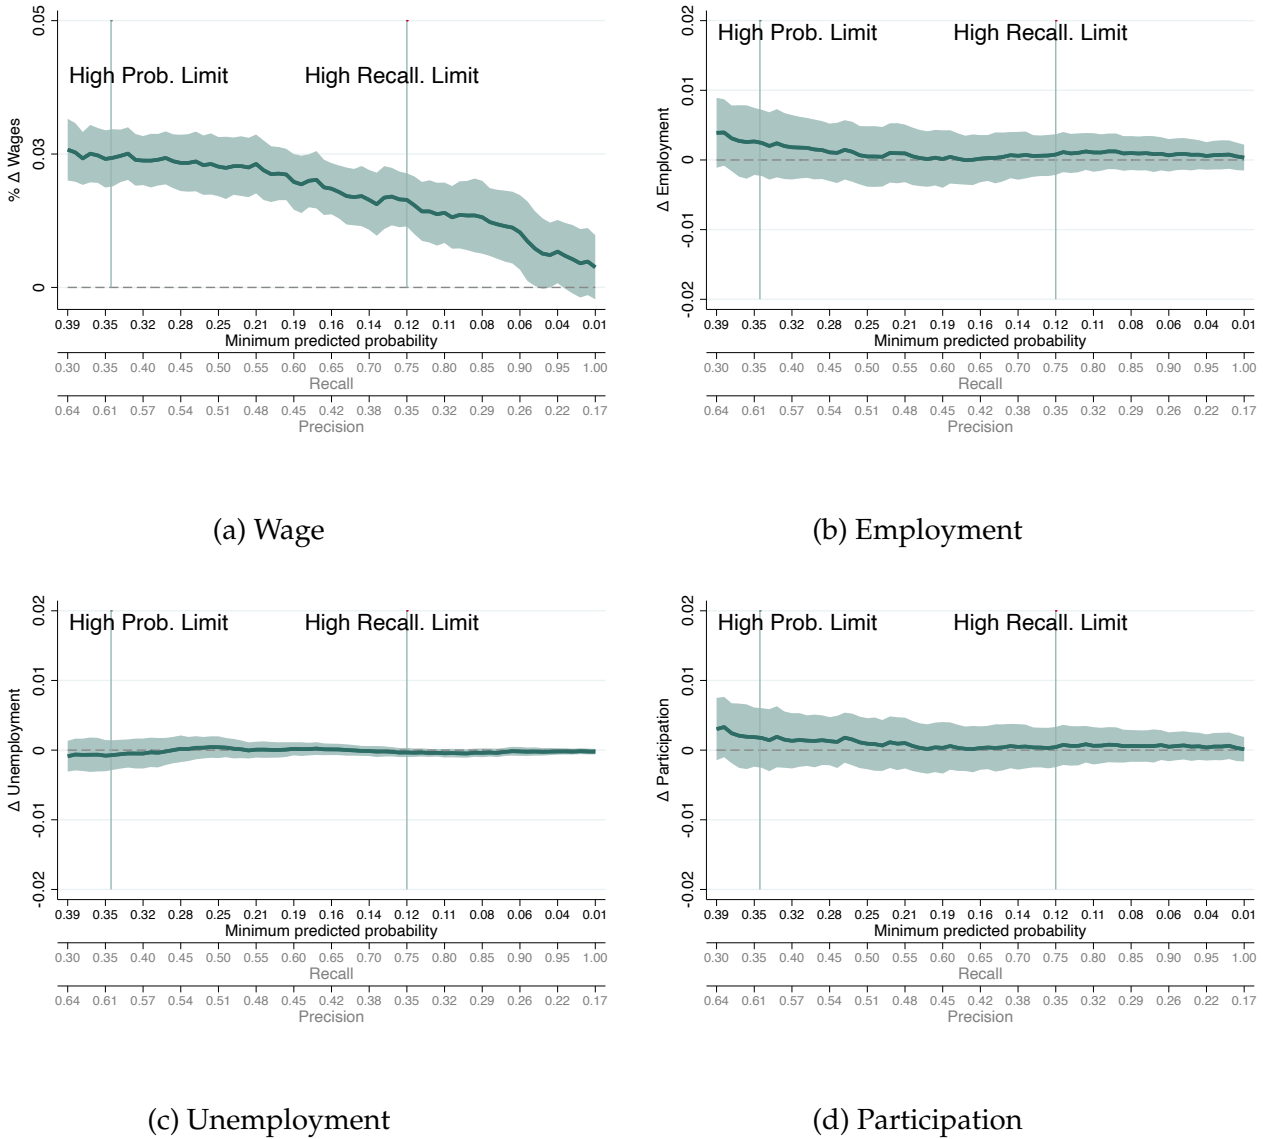 % Δ Wages
0.05
0.03
0
High Prob. Limit
High Recall. Limit
0.39 0.35 0.32 0.28 0.25 0.21 0.19 0.16 0.14 0.12 0.11 0.08 0.06 0.04 0.01
Minimum predicted probability
0.30 0.35 0.40 0.50 0.55 0.60 0.65 0.70 0.75 0.80 0.85 0.90 0.95 1.00
Recall
0.64 0.61 0.57 0.54 0.51 0.48 0.45 0.42 0.38 0.35 0.32 0.29 0.26 0.22 0.17
Precision
(a) Wage
Δ Employment
0.02
0.01
0
-0.01
-0.02
High Prob. Limit
High Recall. Limit
0.39 0.35 0.32 0.28 0.25 0.21 0.19 0.16 0.14 0.12 0.11 0.08 0.06 0.04 0.01
Minimum predicted probability
0.30 0.35 0.40 0.45 0.50 0.55 0.60 0.65 0.70 0.75 0.80 0.85 0.90 0.95 1.00
Recall
0.64 0.61 0.57 0.54 0.51 0.48 0.45 0.42 0.38 0.35 0.32 0.29 0.26 0.22 0.17
Precision
(b) Employment
Δ Unemployment
0.02
0.01
0
-0.01
-0.02
High Prob. Limit
High Recall. Limit
0.39 0.35 0.32 0.28 0.25 0.21 0.19 0.16 0.14 0.12 0.11 0.08 0.06 0.04 0.01
Minimum predicted probability
0.30 0.35 0.40 0.45 0.50 0.55 0.60 0.65 0.70 0.75 0.80 0.85 0.90 0.95 1.00
Recall
0.64 0.61 0.57 0.54 0.51 0.48 0.45 0.42 0.38 0.35 0.32 0.29 0.26 0.22 0.17
Precision
(c) Unemployment
Δ Participation
0.02
0.01
0
-0.01
-0.02
High Prob. Limit
High Recall. Limit
0.39 0.35 0.32 0.28 0.25 0.21 0.19 0.16 0.14 0.12 0.11 0.08 0.06 0.04 0.01
Minimum predicted probability
0.30 0.35 0.40 0.45 0.50 0.55 0.60 0.65 0.70 0.75 0.80 0.85 0.90 0.95 1.00
Recall
0.64 0.61 0.57 0.54 0.51 0.48 0.45 0.42 0.38 0.35 0.32 0.29 0.26 0.22 0.17
Precision
(d) Participation